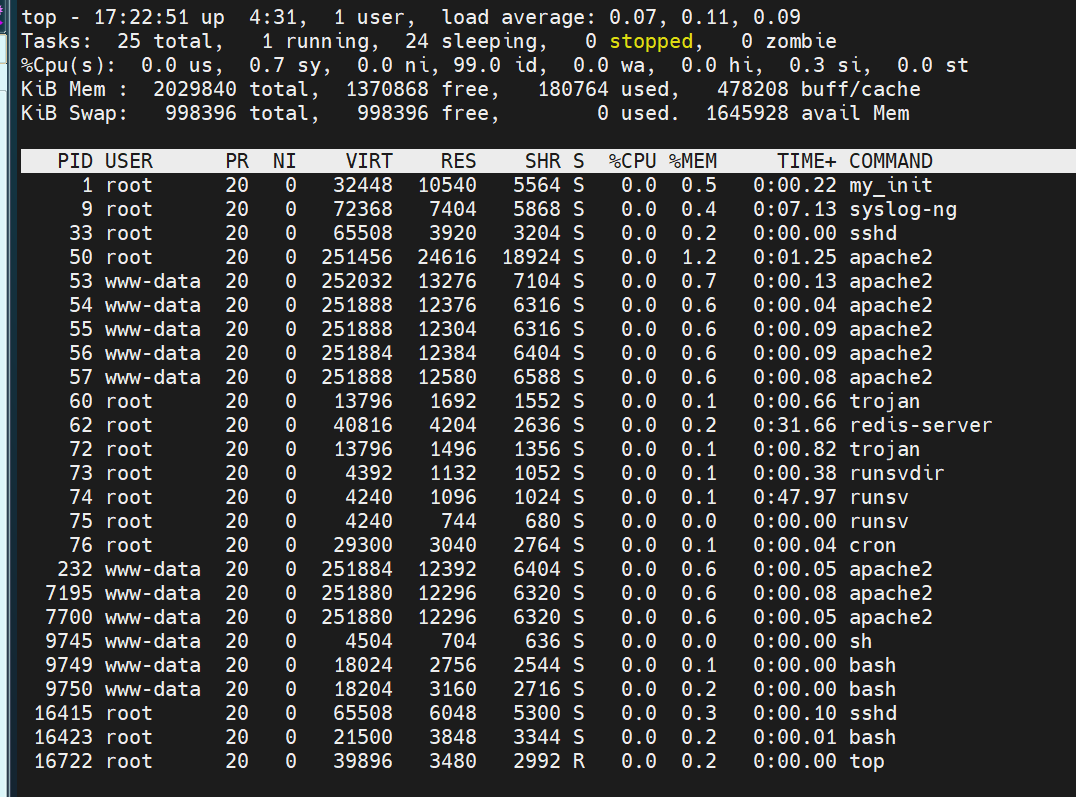 top - 17:22:51 up  4:31,  1 user,  load average: 0.07, 0.11, 0.09
Tasks:  25 total,   1 running,  24 sleeping,   0 stopped,   0 zombie
%Cpu(s):  0.0 us,  0.7 sy,  0.0 ni, 99.0 id,  0.0 wa,  0.0 hi,  0.3 si,  0.0 st
KiB Mem :  2029840 total,  1370868 free,   180764 used,   478208 buff/cache
KiB Swap:   998396 total,   998396 free,        0 used.  1645928 avail Mem
PID USER      PR  NI    VIRT    RES    SHR S  %CPU %MEM     TIME+ COMMAND
1 root      20   0   32448  10540   5564 S   0.0  0.5   0:00.22 my_init
9 root      20   0   72368   7404   5868 S   0.0  0.4   0:07.13 syslog-ng
33 root      20   0   65508   3920   3204 S   0.0  0.2   0:00.00 sshd
50 root      20   0  251456  24616  18924 S   0.0  1.2   0:01.25 apache2
53 www-data  20   0  252032  13276   7104 S   0.0  0.7   0:00.13 apache2
54 www-data  20   0  251888  12376   6316 S   0.0  0.6   0:00.04 apache2
55 www-data  20   0  251888  12304   6316 S   0.0  0.6   0:00.09 apache2
56 www-data  20   0  251884  12384   6404 S   0.0  0.6   0:00.09 apache2
57 www-data  20   0  251888  12580   6588 S   0.0  0.6   0:00.08 apache2
60 root      20   0   13796   1692   1552 S   0.0  0.1   0:00.66 trojan
62 root      20   0   40816   4204   2636 S   0.0  0.2   0:31.66 redis-server
72 root      20   0   13796   1496   1356 S   0.0  0.1   0:00.82 trojan
73 root      20   0    4392   1132   1052 S   0.0  0.1   0:00.38 runsvdir
74 root      20   0    4240   1096   1024 S   0.0  0.1   0:47.97 runsv
75 root      20   0    4240    744    680 S   0.0  0.0   0:00.00 runsv
76 root      20   0   29300   3040   2764 S   0.0  0.1   0:00.04 cron
232 www-data  20   0  251884  12392   6404 S   0.0  0.6   0:00.05 apache2
7195 www-data  20   0  251880  12296   6320 S   0.0  0.6   0:00.08 apache2
7700 www-data  20   0  251880  12296   6320 S   0.0  0.6   0:00.05 apache2
9745 www-data  20   0    4504    704    636 S   0.0  0.0   0:00.00 sh
9749 www-data  20   0   18024   2756   2544 S   0.0  0.1   0:00.00 bash
9750 www-data  20   0   18204   3160   2716 S   0.0  0.2   0:00.00 bash
16415 root      20   0   65508   6048   5300 S   0.0  0.3   0:00.10 sshd
16423 root      20   0   21500   3848   3344 S   0.0  0.2   0:00.01 bash
16722 root      20   0   39896   3480   2992 R   0.0  0.2   0:00.00 top